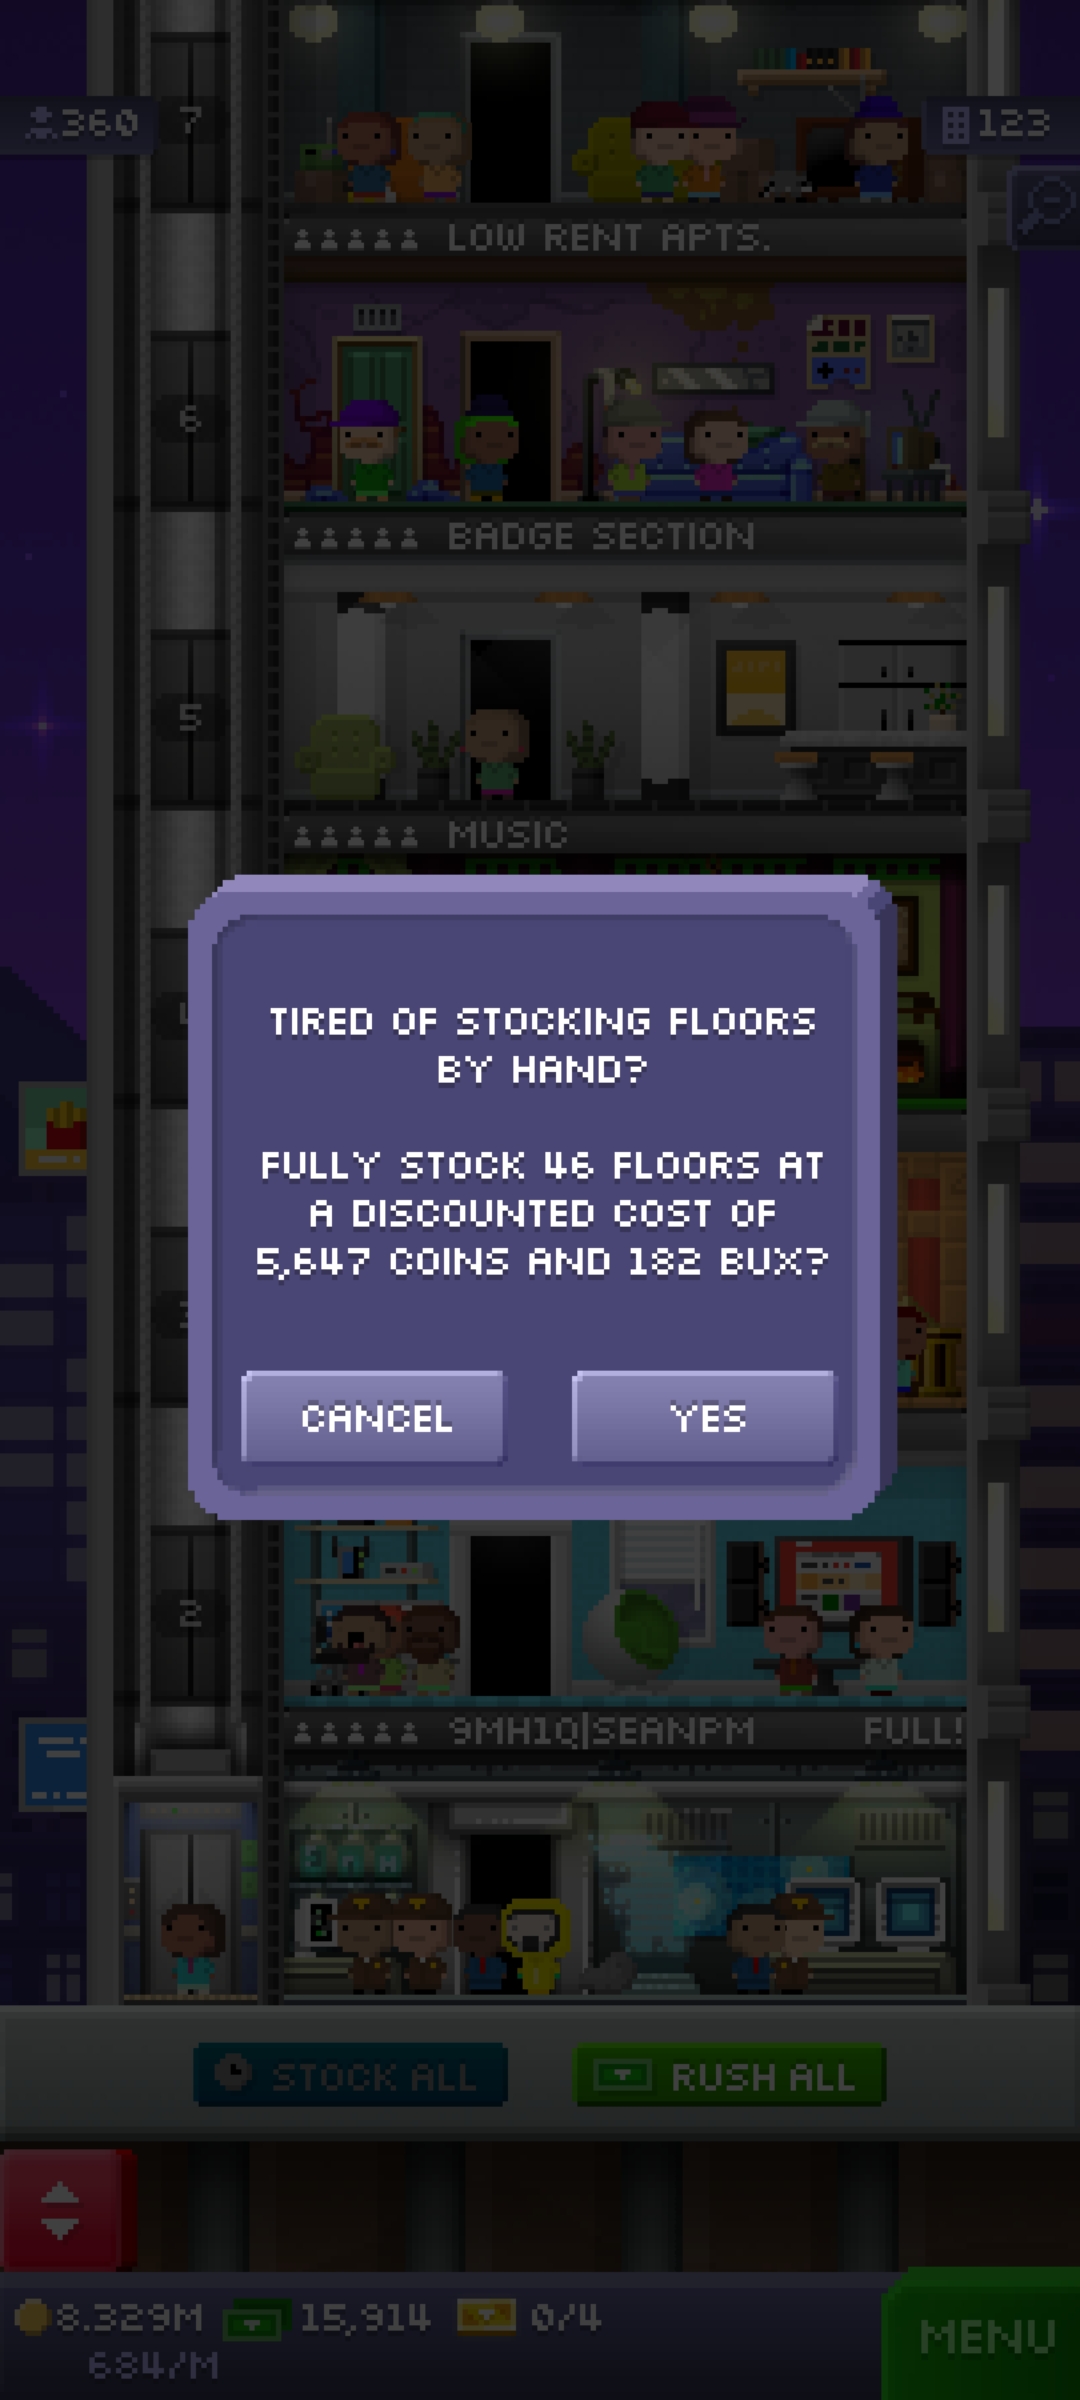 360
7
123
LOW RENT APTS.
6
BADGE SECTION
5
MUSIC
TIRED OF STOCKING FLOORS
BY HAND?
FULLY STOCK 46 FLOORS AT
A DISCOUNTED COST OF
5,647 COINS AND 182 BUX?
CANCEL
YES
2
9MH1Q|SEANPM
FULL!
STOCK ALL
RUSH ALL
8.329M
15,914
0/4
684/M
MENU